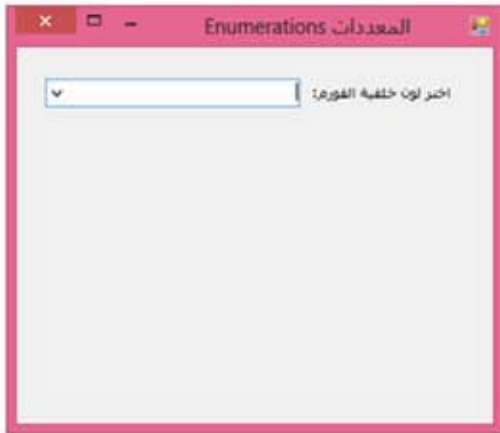 المعددات Enumerations
اختر لون خلفية الفورم: